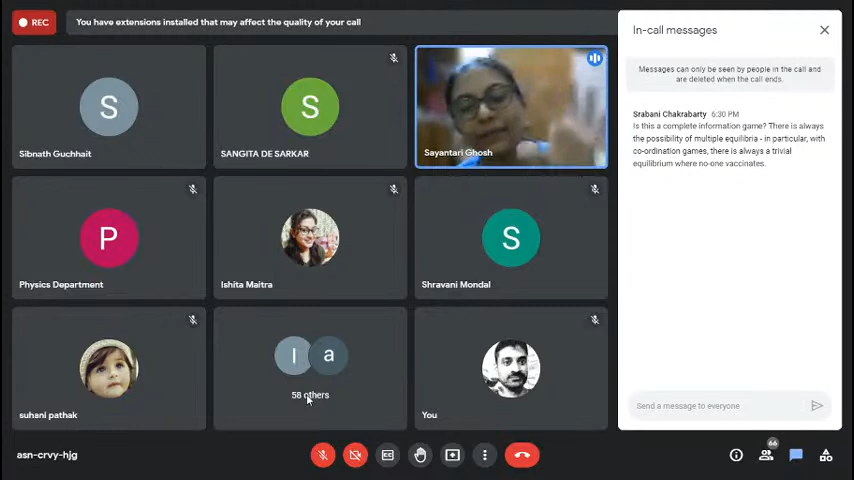 REC
You have extensions installed that may affect the quality of your call
In-call messages
Messages can only be seen by people in the call and
are deleted when the call ends.
Srabani Chakrabarty 6:30 PM
Is this a complete information game? There is always
the possibility of multiple equilibria - in particular, with
co-ordination games, there is always a trivial
equilibrium where no-one vaccinates.
S
Sibnath Guchhait
S
SANGITA DE SARKAR
Sayantari Ghosh
P
Physics Department
Ishita Maitra
S
Shravani Mondal
suhani pathak
I a
58 others
You
Send a message to everyone
asn-crvy-hjg
CC
66